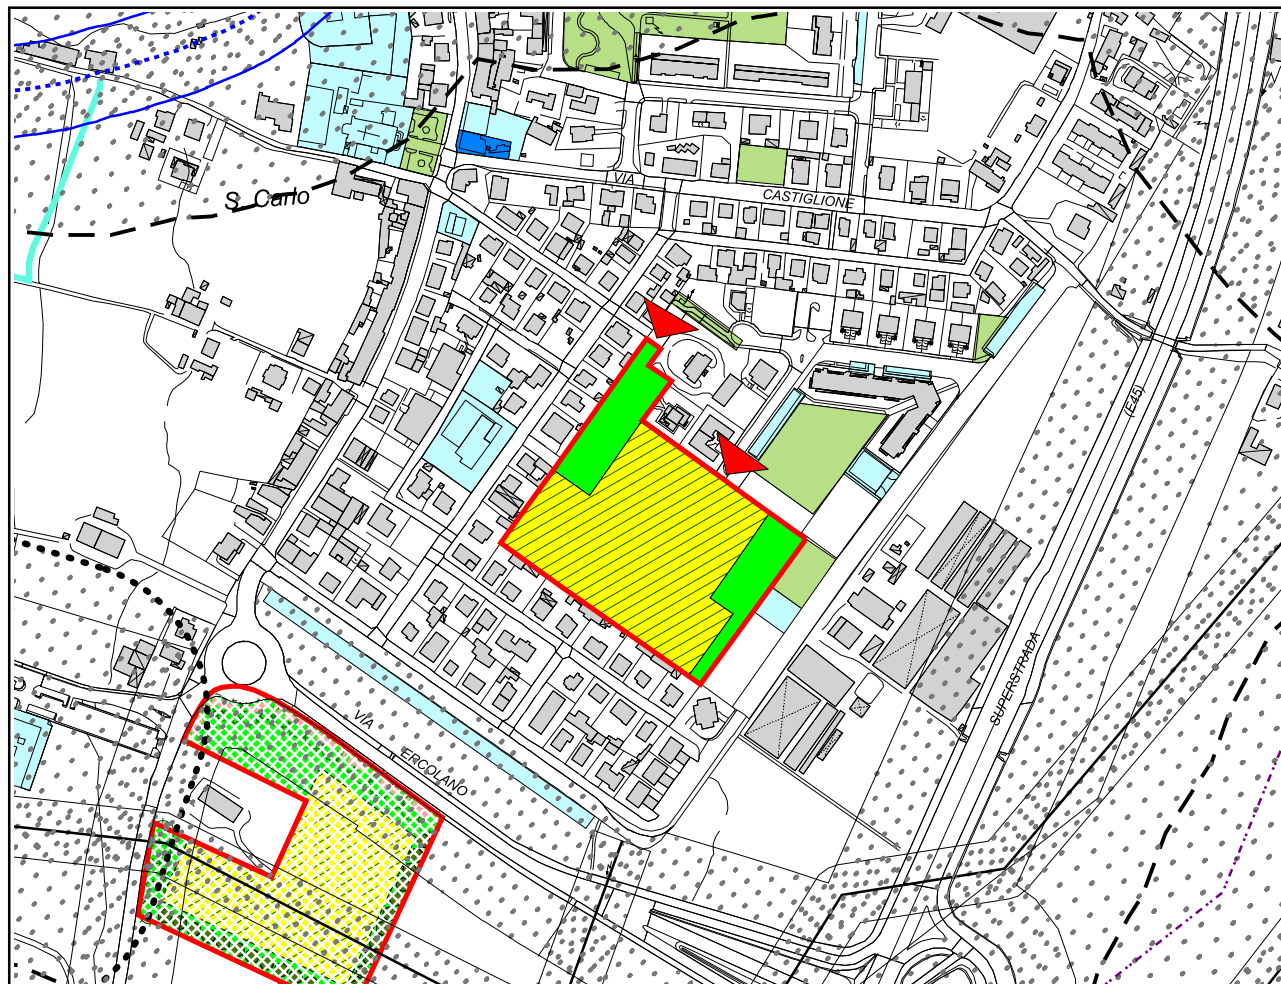 S. Carlo
VIA
CASTIGLIONE
(E45)
SUPERSTRADA
VIA
ERCOLANO